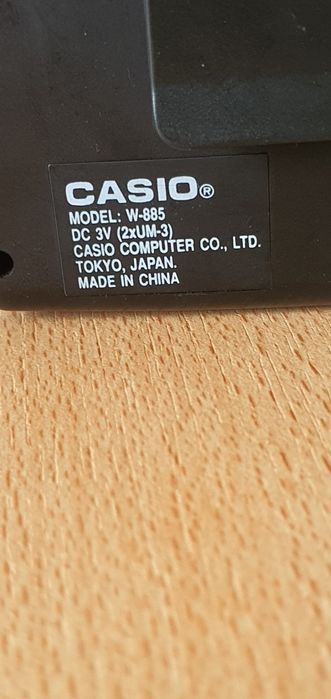 CASIO®
MODEL: W-885
DC 3V (2xUM-3)
CASIO COMPUTER CO., LTD.
TOKYO, JAPAN.
MADE IN CHINA